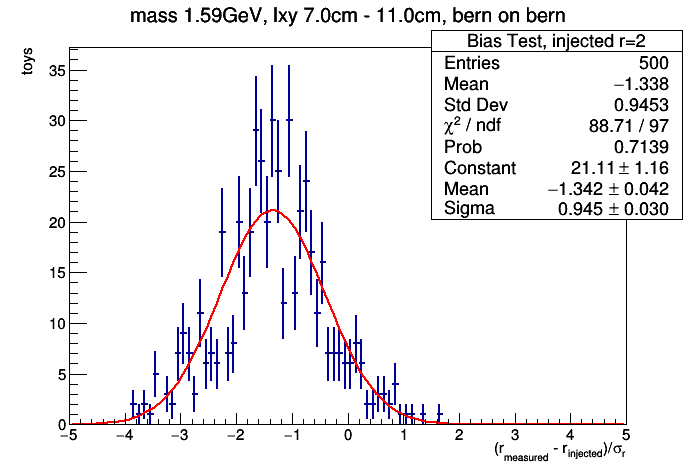 mass 1.59GeV, lxy 7.0cm - 11.0cm, bern on bern
Bias Test, injected r=2
Entries 500
Mean −1.338
Std Dev 0.9453
χ² / ndf 88.71 / 97
Prob 0.7139
Constant 21.11 ± 1.16
Mean −1.342 ± 0.042
Sigma 0.945 ± 0.030
toys
35
30
25
20
15
10
5
0
−5 −4 −3 −2 −1 0 1 2 3 4 5
(r_measured - r_injected)/σ_r